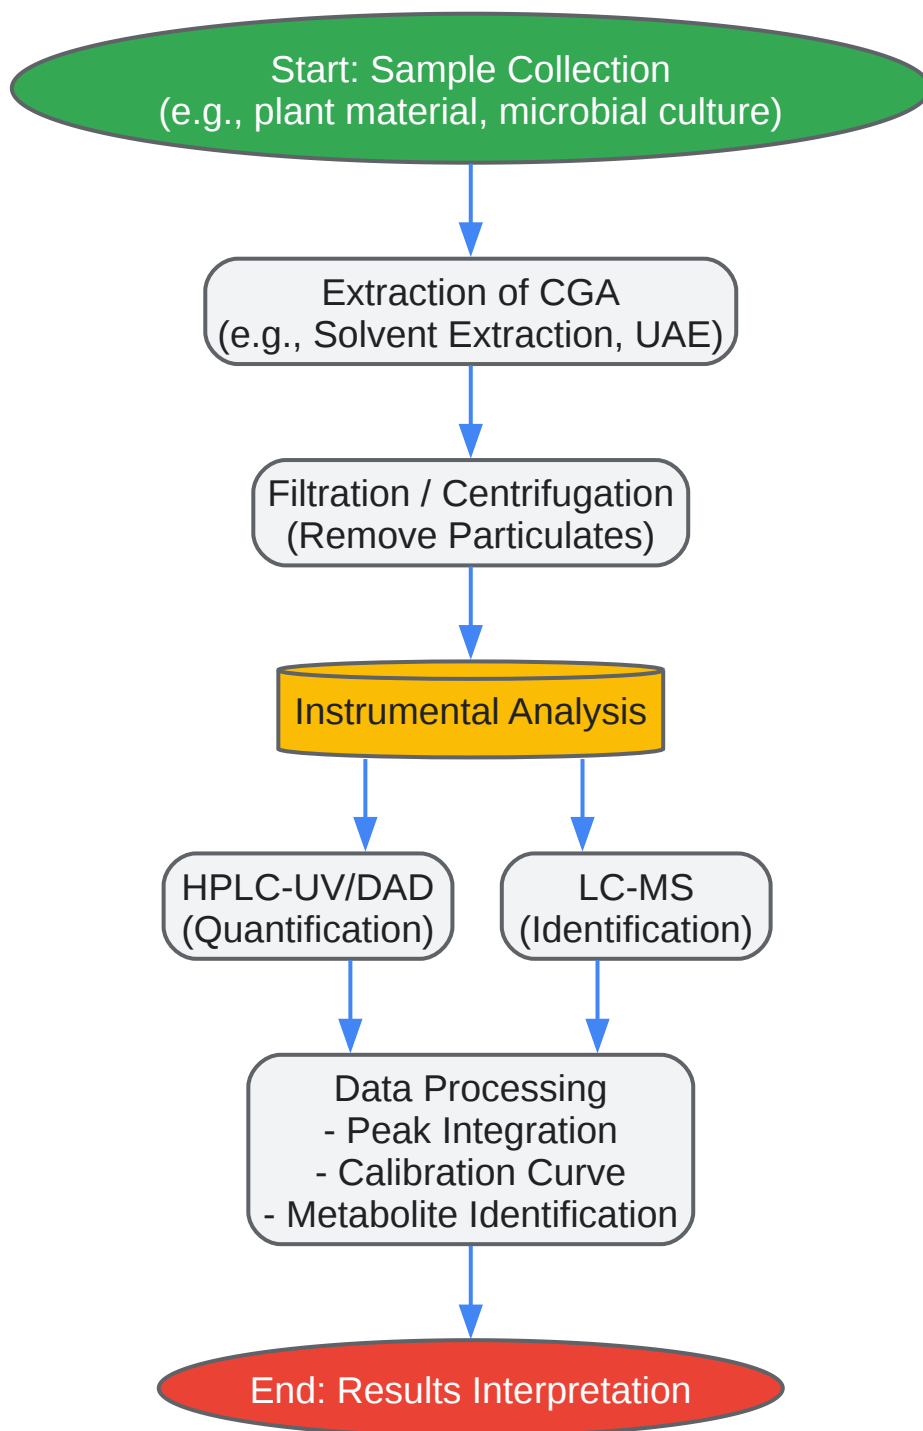 Start: Sample Collection
(e.g., plant material, microbial culture)
Extraction of CGA
(e.g., Solvent Extraction, UAE)
Filtration / Centrifugation
(Remove Particulates)
Instrumental Analysis
HPLC-UV/DAD
(Quantification)
LC-MS
(Identification)
Data Processing
- Peak Integration
- Calibration Curve
- Metabolite Identification
End: Results Interpretation